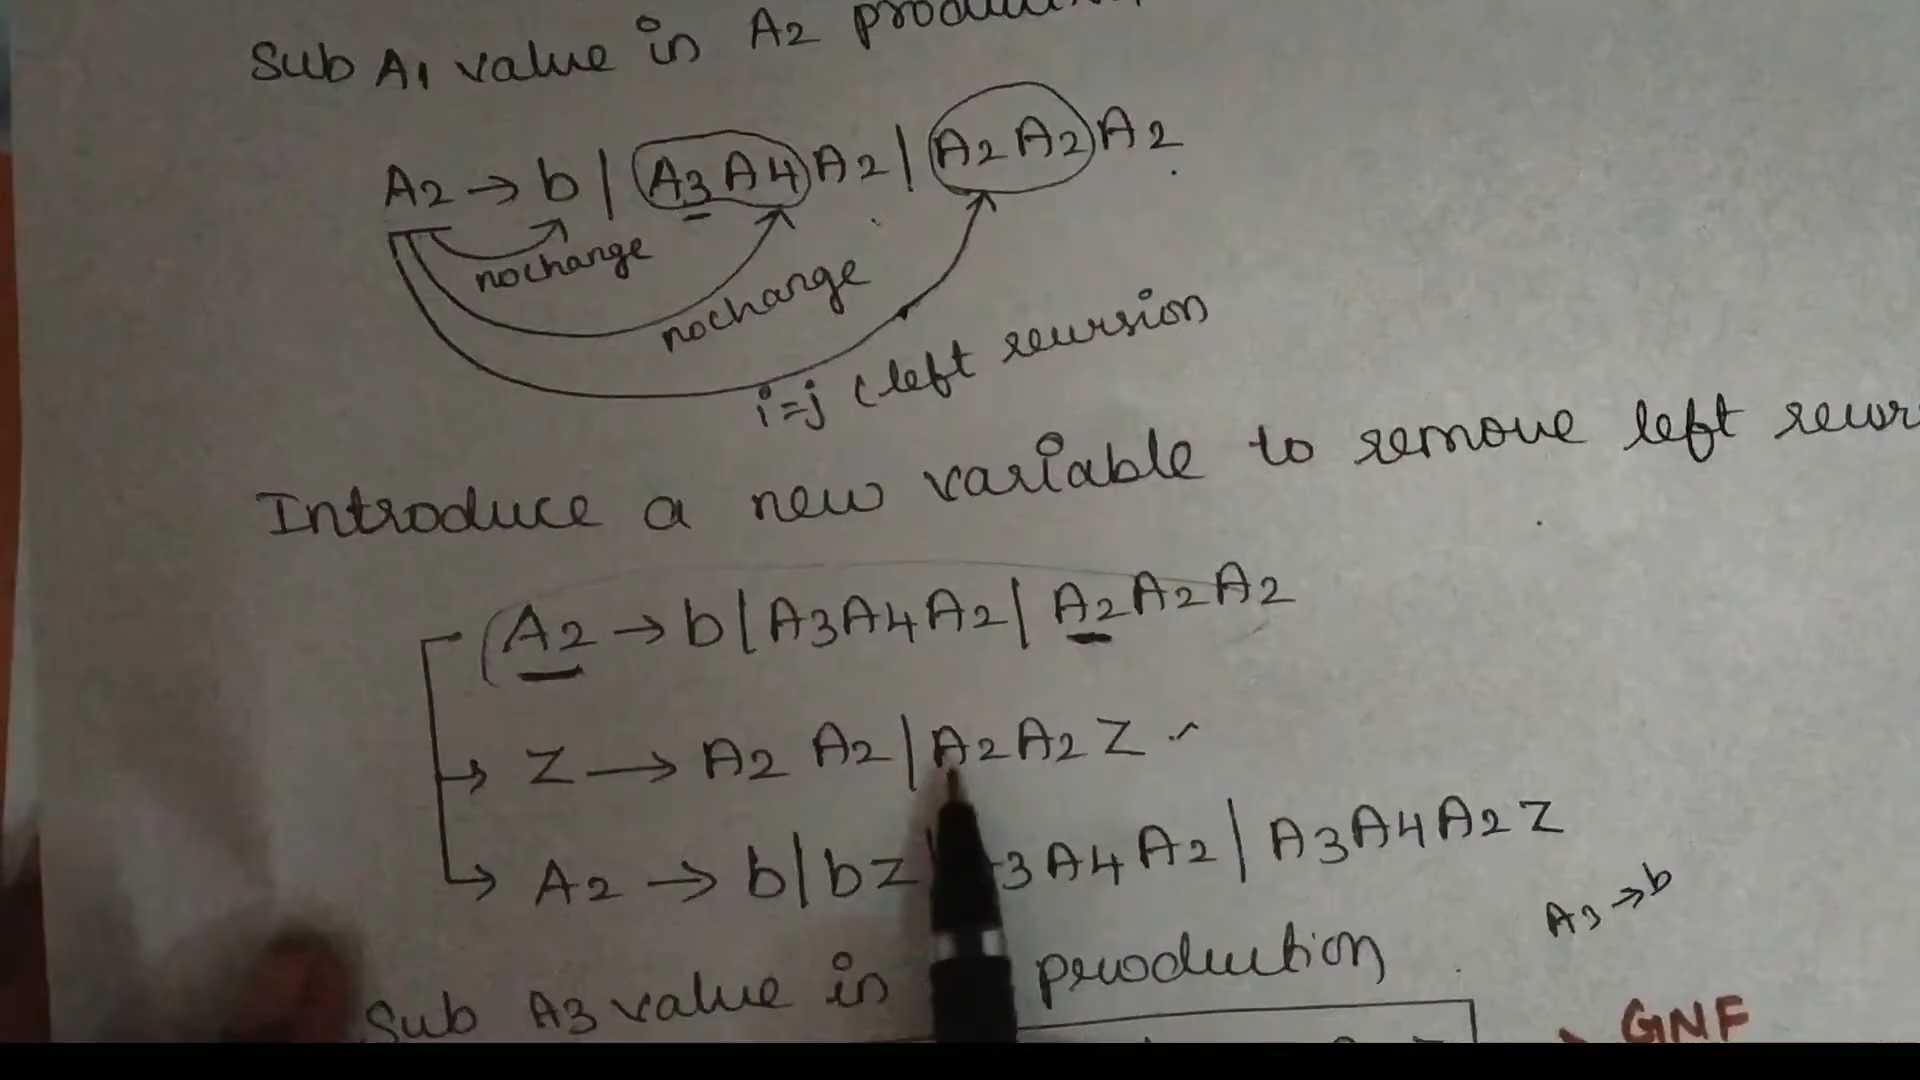 Sub A1 value in A2
A2 → b | A3 A4 A2 | A2 A2 A2
nochange
nochange
i=j (left recursion
Introduce a new variable to remove left
A2 → b | A3A4A2 | A2A2A2
Z → A2 A2 | A2A2Z
A2 → b | bZ 3A4A2 | A3A4A2Z
A3 → b
Sub A3 value in production
GNF